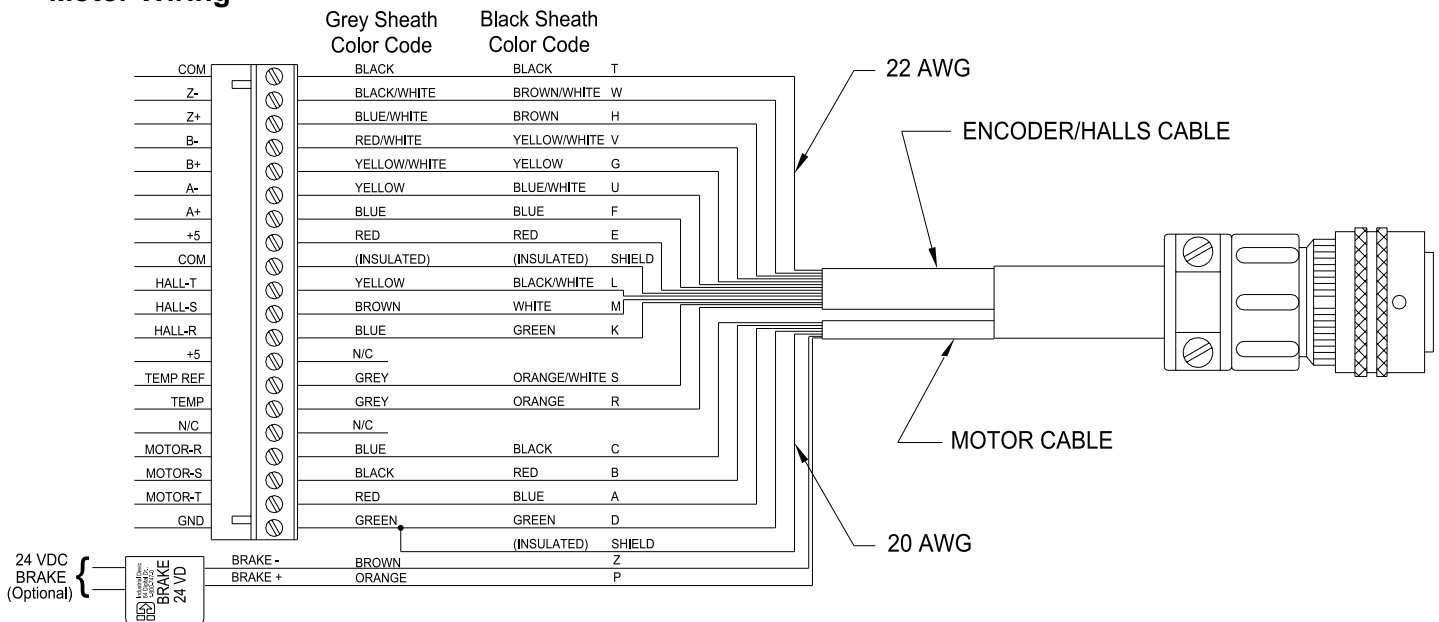 Motor Wiring
Grey Sheath Color Code
Black Sheath Color Code
COM BLACK BLACK T
Z- BLACK/WHITE BROWN/WHITE W
Z+ BLUE/WHITE BROWN H
B- RED/WHITE YELLOW/WHITE V
B+ YELLOW/WHITE YELLOW G
A- YELLOW BLUE/WHITE U
A+ BLUE BLUE F
+5 RED RED E
COM (INSULATED) (INSULATED) SHIELD
HALL-T YELLOW BLACK/WHITE L
HALL-S BROWN WHITE M
HALL-R BLUE GREEN K
+5 N/C
TEMP REF GREY ORANGE/WHITE S
TEMP GREY ORANGE R
N/C N/C
MOTOR-R BLUE BLACK C
MOTOR-S BLACK RED B
MOTOR-T RED BLUE A
GND GREEN GREEN D
(INSULATED) SHIELD
BRAKE - BROWN Z
BRAKE + ORANGE P
24 VDC
BRAKE
(Optional)
BRAKE
24 VD
22 AWG
ENCODER/HALLS CABLE
MOTOR CABLE
20 AWG